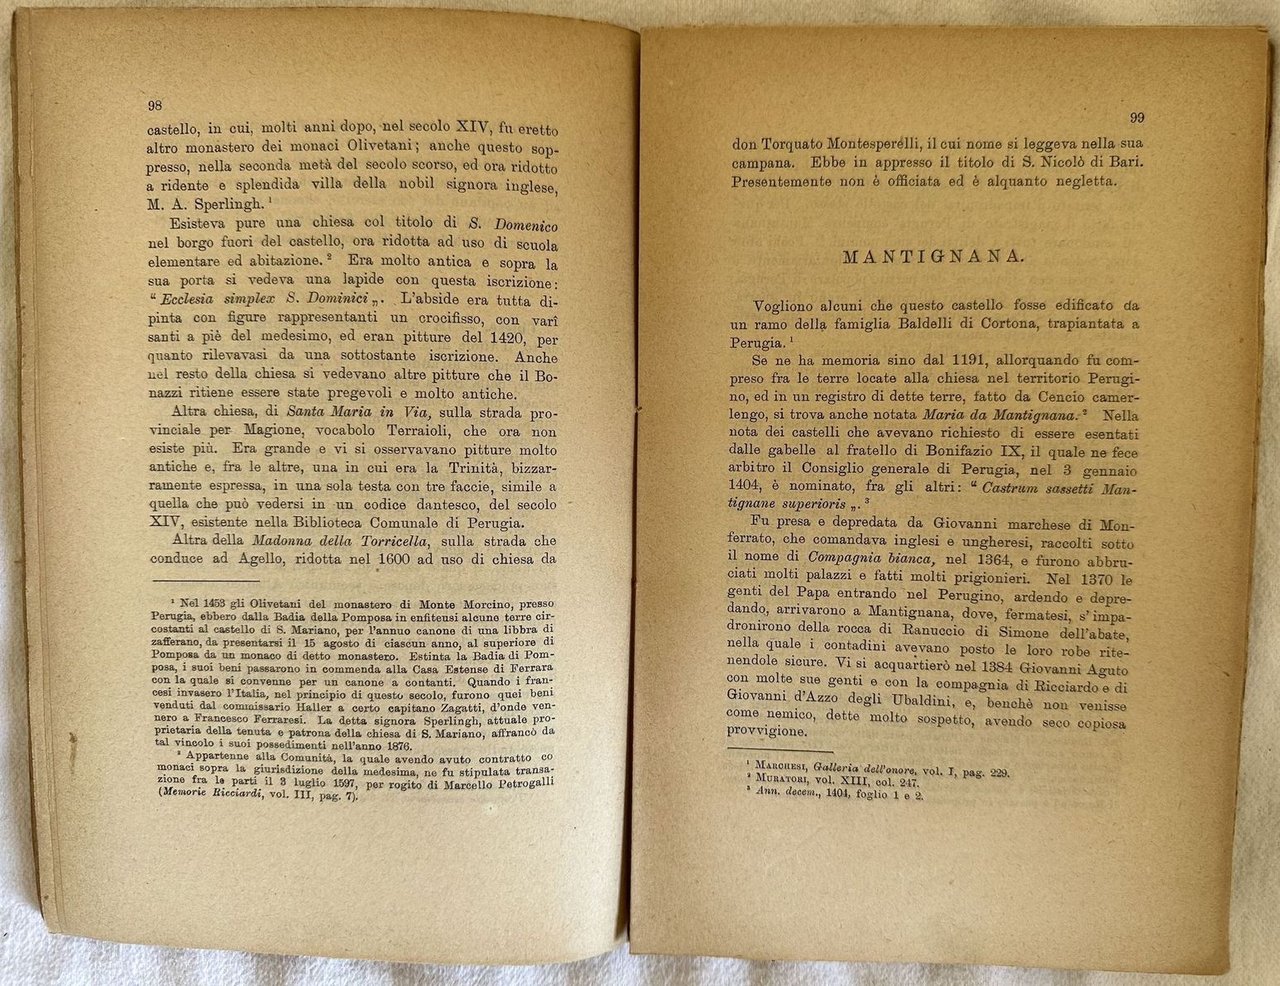 98
castello, in cui, molti anni dopo, nel secolo XIV, fu eretto
altro monastero dei monaci Olivetani; anche questo sop-
presso, nella seconda metà del secolo scorso, ed ora ridotto
a ridente e splendida villa della nobil signora inglese,
M. A. Sperlingh. ¹
Esisteva pure una chiesa col titolo di S. Domenico
nel borgo fuori del castello, ora ridotta ad uso di scuola
elementare ed abitazione. ² Era molto antica e sopra la
sua porta si vedeva una lapide con questa iscrizione:
“ Ecclesia simplex S. Dominici „. L'abside era tutta di-
pinta con figure rappresentanti un crocifisso, con varî
santi a piè del medesimo, ed eran pitture del 1420, per
quanto rilevavasi da una sottostante iscrizione. Anche
nel resto della chiesa si vedevano altre pitture che il Bo-
nazzi ritiene essere state pregevoli e molto antiche.
Altra chiesa, di Santa Maria in Via, sulla strada pro-
vinciale per Magione, vocabolo Terraioli, che ora non
esiste più. Era grande e vi si osservavano pitture molto
antiche e, fra le altre, una in cui era la Trinità, bizzar-
ramente espressa, in una sola testa con tre faccie, simile a
quella che può vedersi in un codice dantesco, del secolo
XIV, esistente nella Biblioteca Comunale di Perugia.
Altra della Madonna della Torricella, sulla strada che
conduce ad Agello, ridotta nel 1600 ad uso di chiesa da
¹ Nel 1453 gli Olivetani del monastero di Monte Morcino, presso
Perugia, ebbero dalla Badia della Pomposa in enfiteusi alcune terre cir-
costanti al castello di S. Mariano, per l'annuo canone di una libbra di
zafferano, da presentarsi il 15 agosto di ciascun anno, al superiore di
Pomposa da un monaco di detto monastero. Estinta la Badia di Pom-
posa, i suoi beni passarono in commenda alla Casa Estense di Ferrara
con la quale si convenne per un canone a contanti. Quando i fran-
cesi invasero l'Italia, nel principio di questo secolo, furono quei beni
venduti dal commissario Haller a certo capitano Zagatti, d'onde ven-
nero a Francesco Ferraresi. La detta signora Sperlingh, attuale pro-
prietaria della tenuta e patrona della chiesa di S. Mariano, affrancò da
tal vincolo i suoi possedimenti nell'anno 1876.
² Appartenne alla Comunità, la quale avendo avuto contratto co
monaci sopra la giurisdizione della medesima, ne fu stipulata transa-
zione fra le parti il 3 luglio 1597, per rogito di Marcello Petrogalli
(Memorie Ricciardi, vol. III, pag. 7).
99
don Torquato Montesperelli, il cui nome si leggeva nella sua
campana. Ebbe in appresso il titolo di S. Nicolò di Bari.
Presentemente non è officiata ed è alquanto negletta.
MANTIGNANA.
Vogliono alcuni che questo castello fosse edificato da
un ramo della famiglia Baldelli di Cortona, trapiantata a
Perugia. ¹
Se ne ha memoria sino dal 1191, allorquando fu com-
preso fra le terre locate alla chiesa nel territorio Perugi-
no, ed in un registro di dette terre, fatto da Cencio camer-
lengo, si trova anche notata Maria da Mantignana. ² Nella
nota dei castelli che avevano richiesto di essere esentati
dalle gabelle al fratello di Bonifazio IX, il quale ne fece
arbitro il Consiglio generale di Perugia, nel 3 gennaio
1404, è nominato, fra gli altri: “ Castrum sassetti Man-
tignane superioris „. ³
Fu presa e depredata da Giovanni marchese di Mon-
ferrato, che comandava inglesi e ungheresi, raccolti sotto
il nome di Compagnia bianca, nel 1364, e furono abbru-
ciati molti palazzi e fatti molti prigionieri. Nel 1370 le
genti del Papa entrando nel Perugino, ardendo e depre-
dando, arrivarono a Mantignana, dove, fermatesi, s'impa-
dronirono della rocca di Ranuccio di Simone dell'abate,
nella quale i contadini avevano posto le loro robe rite-
nendole sicure. Vi si acquartierò nel 1384 Giovanni Aguto
con molte sue genti e con la compagnia di Ricciardo e di
Giovanni d'Azzo degli Ubaldini, e, benchè non venisse
come nemico, dette molto sospetto, avendo seco copiosa
provvigione.
¹ MARCHESI, Galleria dell'onore, vol. I, pag. 229.
² MURATORI, vol. XIII, col. 247.
³ Ann. decem., 1404, foglio 1 e 2.